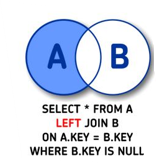 A B
SELECT * FROM A
LEFT JOIN B
ON A.KEY = B.KEY
WHERE B.KEY IS NULL